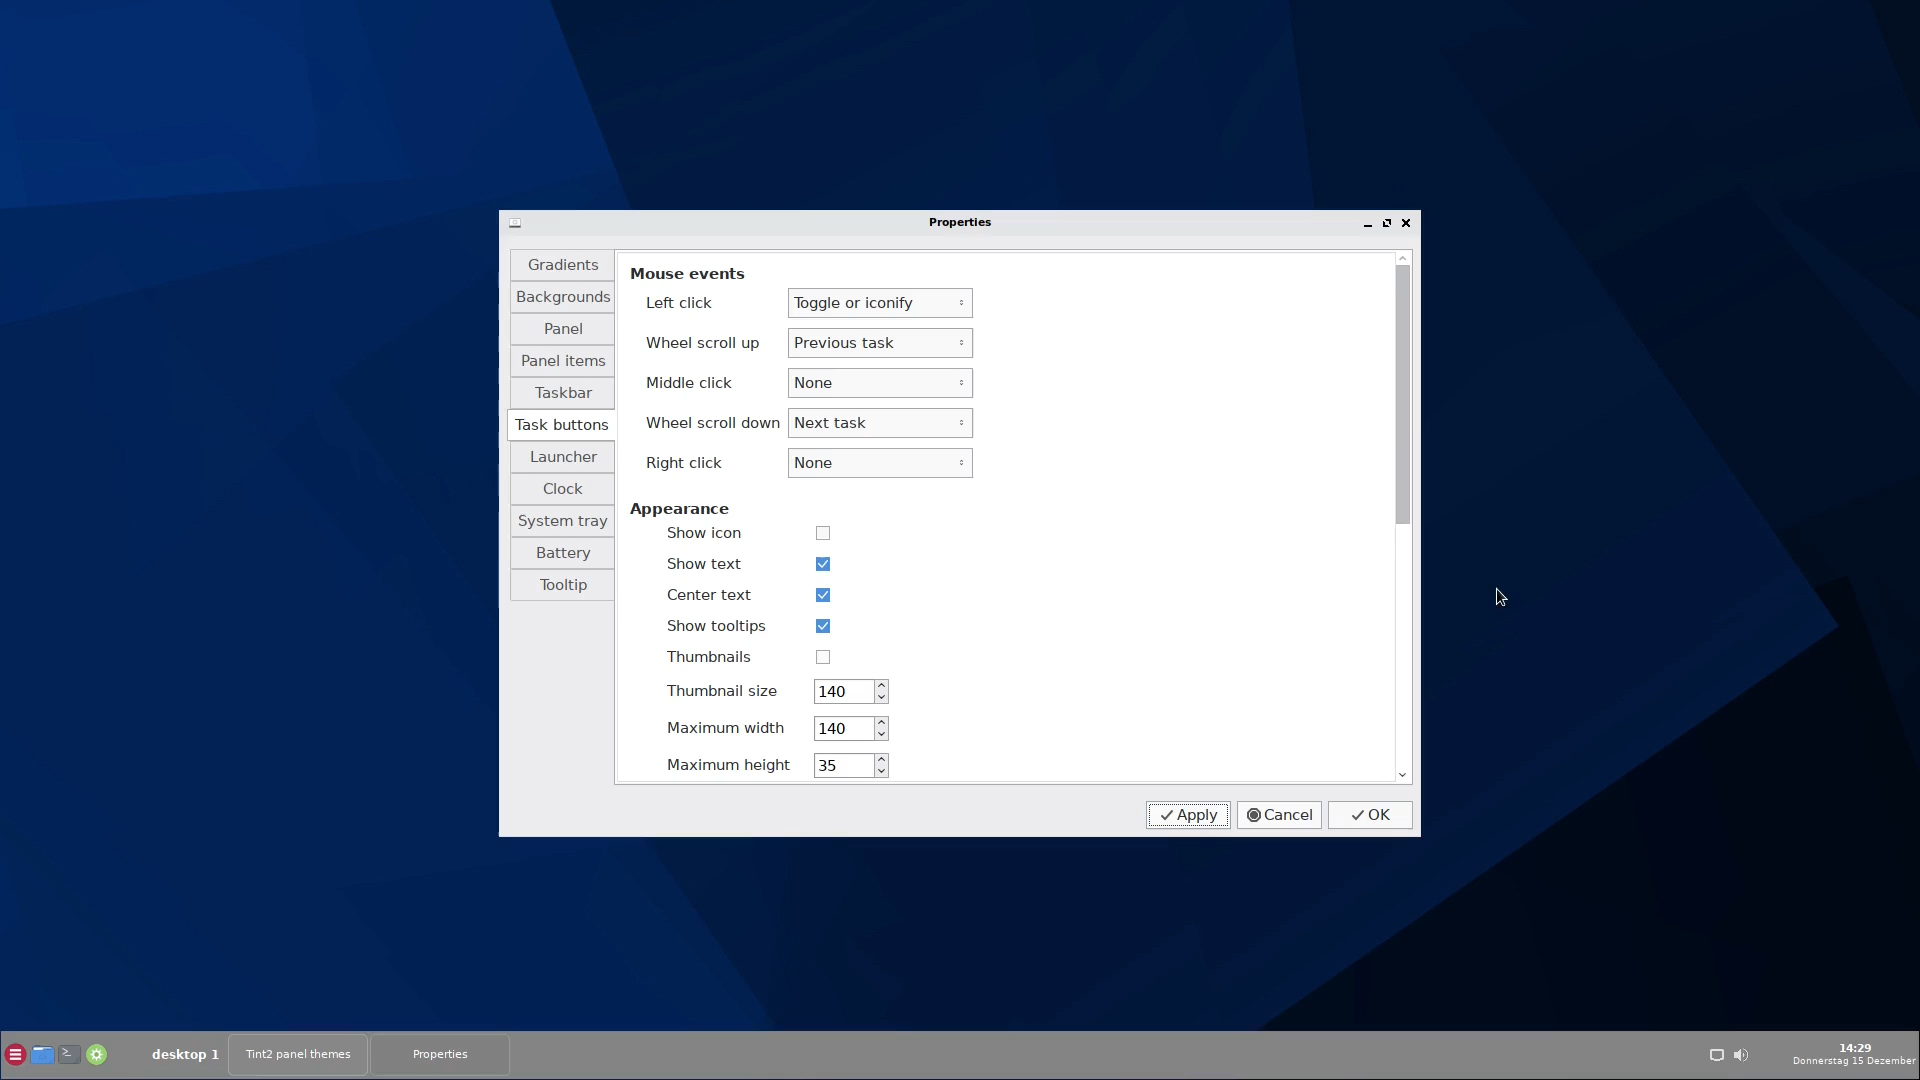 Properties
Gradients
Backgrounds
Panel
Panel items
Taskbar
Task buttons
Launcher
Clock
System tray
Battery
Tooltip
Mouse events
Left click Toggle or iconify
Wheel scroll up Previous task
Middle click None
Wheel scroll down Next task
Right click None
Appearance
Show icon
Show text
Center text
Show tooltips
Thumbnails
Thumbnail size 140
Maximum width 140
Maximum height 35
Apply Cancel OK
desktop 1 Tint2 panel themes Properties
14:29
Donnerstag 15 Dezember